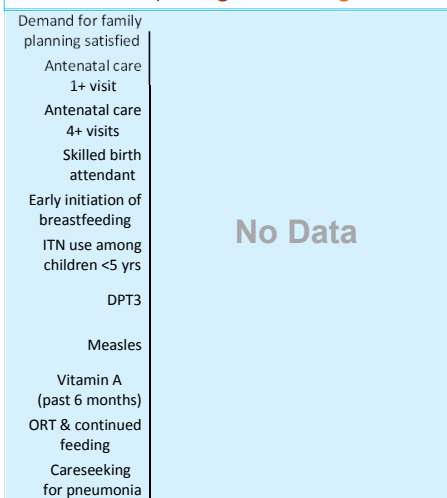 Demand for family
planning satisfied
Antenatal care
1+ visit
Antenatal care
4+ visits
Skilled birth
attendant
Early initiation of
breastfeeding
ITN use among
children <5 yrs
DPT3
Measles
Vitamin A
(past 6 months)
ORT & continued
feeding
Careseeking
for pneumonia
No Data